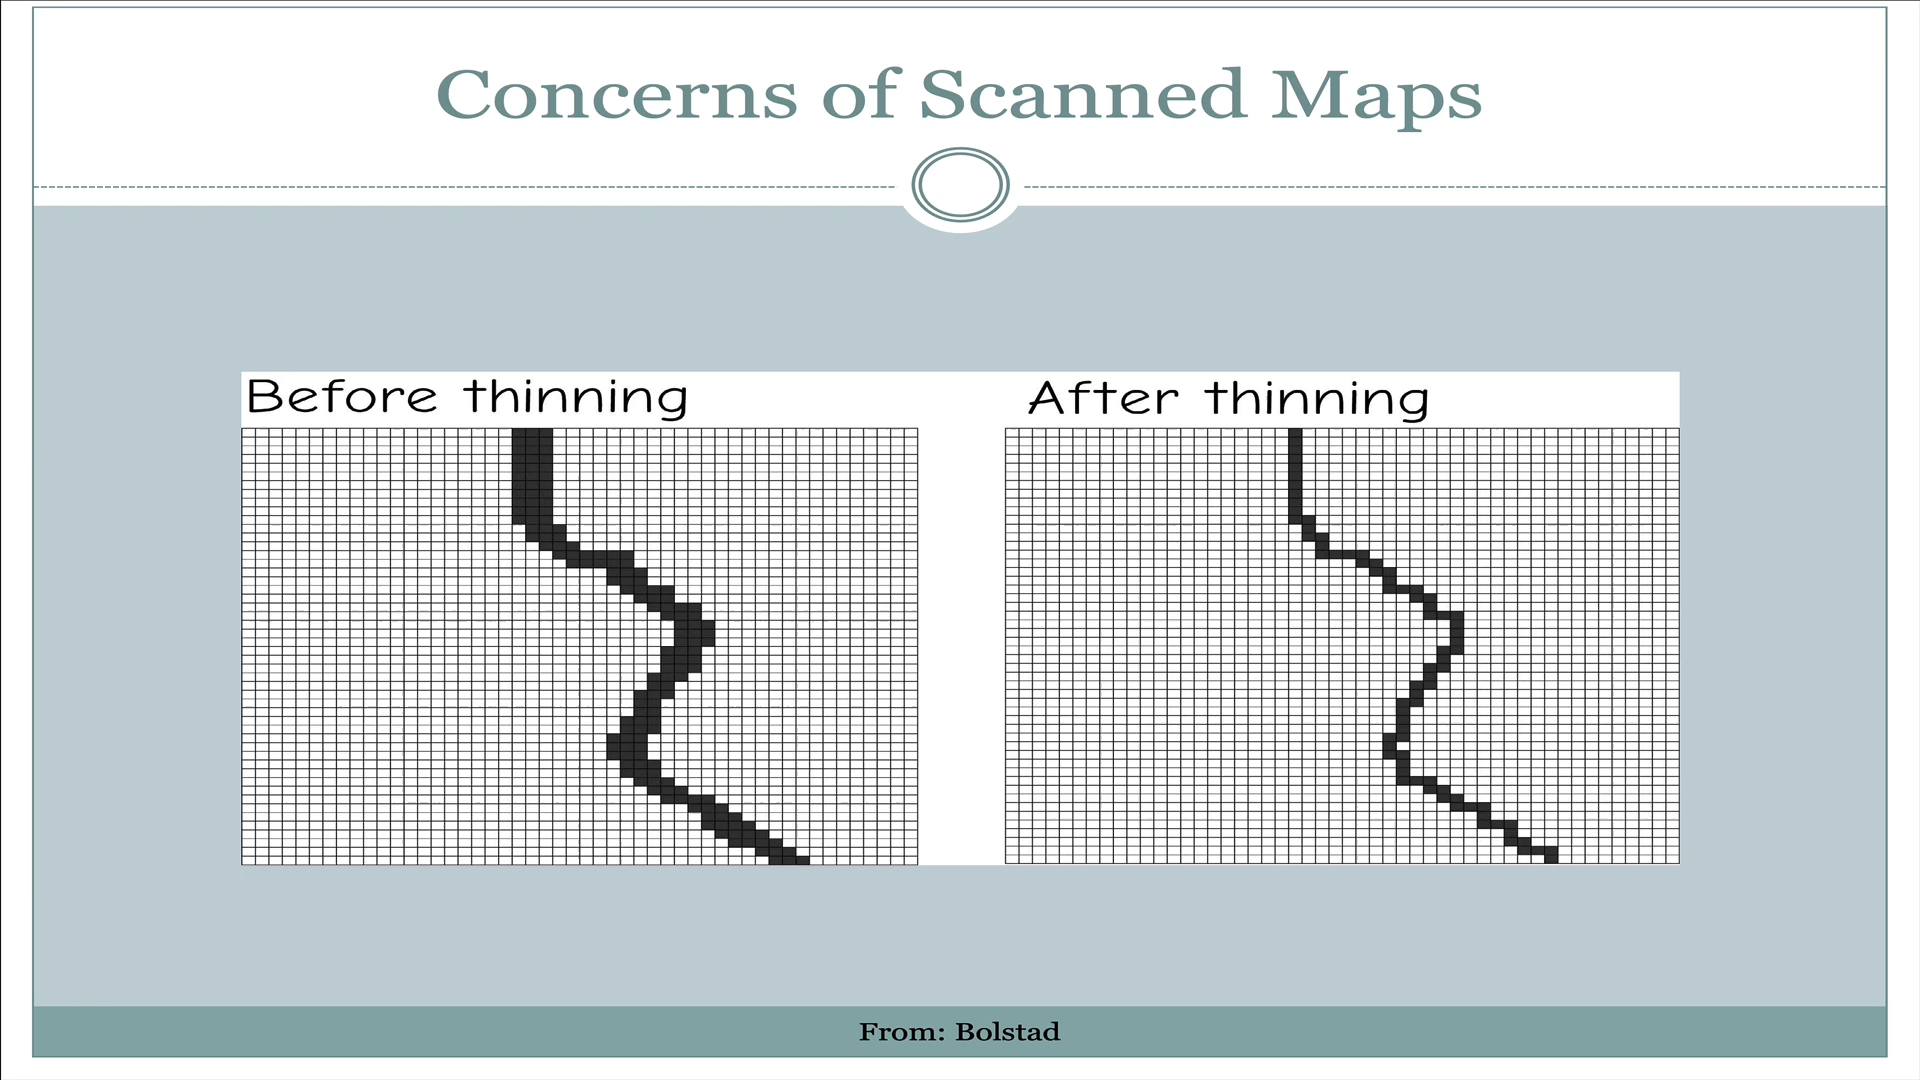 Concerns of Scanned Maps
Before thinning
After thinning
From: Bolstad